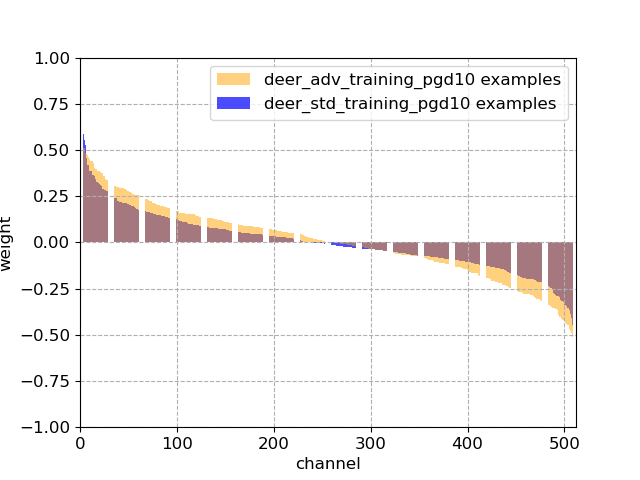 deer_adv_training_pgd10 examples
deer_std_training_pgd10 examples
1.00
0.75
0.50
0.25
0.00
−0.25
−0.50
−0.75
−1.00
weight
0 100 200 300 400 500
channel